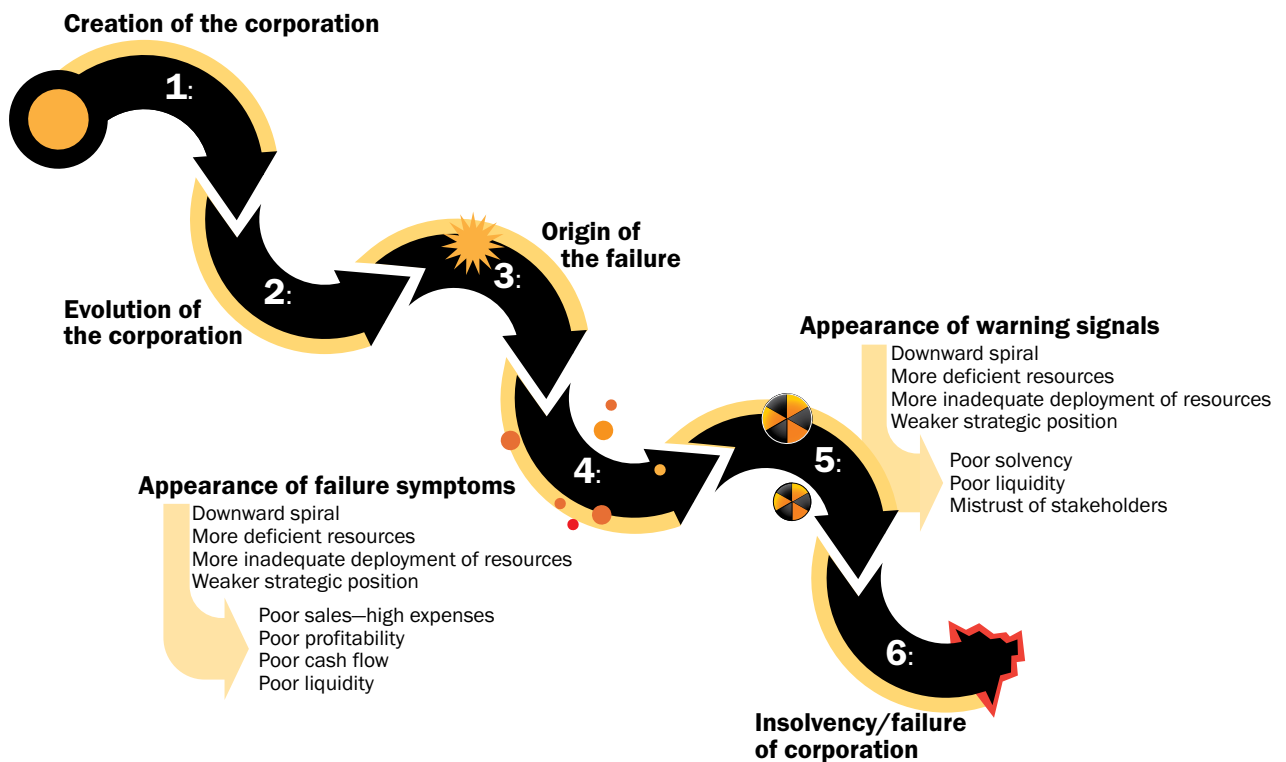 Creation of the corporation
1:
2:
Evolution of
the corporation
3:
Origin of
the failure
4:
Appearance of failure symptoms
Downward spiral
More deficient resources
More inadequate deployment of resources
Weaker strategic position
Poor sales—high expenses
Poor profitability
Poor cash flow
Poor liquidity
5:
Appearance of warning signals
Downward spiral
More deficient resources
More inadequate deployment of resources
Weaker strategic position
Poor solvency
Poor liquidity
Mistrust of stakeholders
6:
Insolvency/failure
of corporation